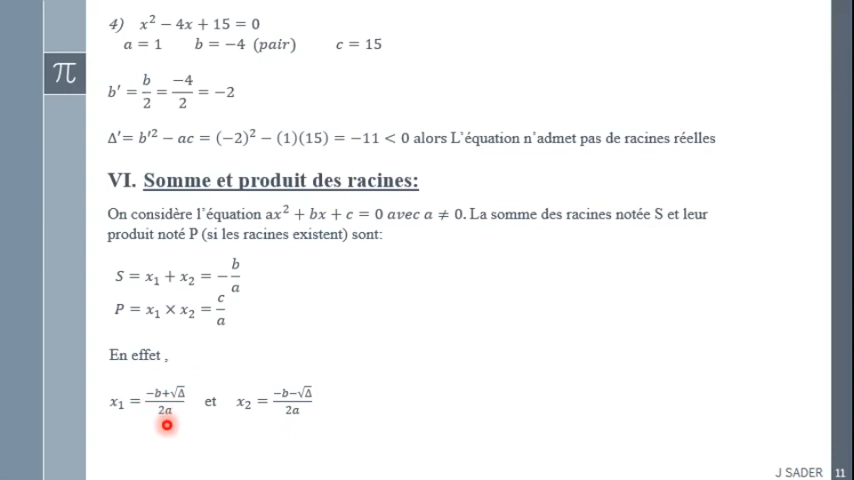 4) x² − 4x + 15 = 0
a = 1 b = −4 (pair) c = 15
π
b′ = b/2 = −4/2 = −2
Δ′= b′² − ac = (−2)² − (1)(15) = −11 < 0 alors L’équation n’admet pas de racines réelles
VI. Somme et produit des racines:
On considère l’équation ax² + bx + c = 0 avec a ≠ 0. La somme des racines notée S et leur
produit noté P (si les racines existent) sont:
S = x₁ + x₂ = −b/a
P = x₁ × x₂ = c/a
En effet ,
x₁ = (−b+√Δ)/2a et x₂ = (−b−√Δ)/2a
J SADER 11